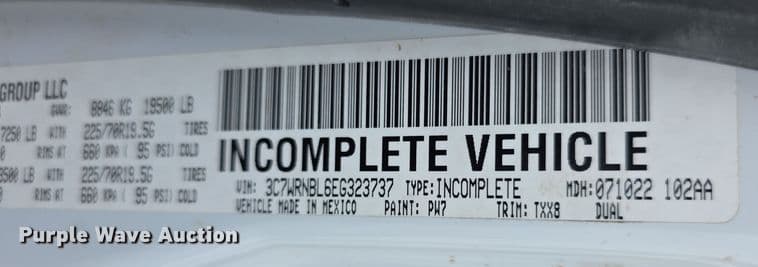 GROUP LLC
GVWR: 8846 KG 19500 LB
7250 LB WITH 225/70R19.5G TIRES
RIMS AT 660 KPA ( 95 PSI) COLD
3500 LB WITH 225/70R19.5G TIRES
RIMS AT 660 KPA ( 95 PSI) COLD
INCOMPLETE VEHICLE
VIN: 3C7WRNBL6EG323737 TYPE: INCOMPLETE MDH: 071022 102AA
VEHICLE MADE IN MEXICO PAINT: PW7 TRIM: TXX8 DUAL
Purple Wave Auction